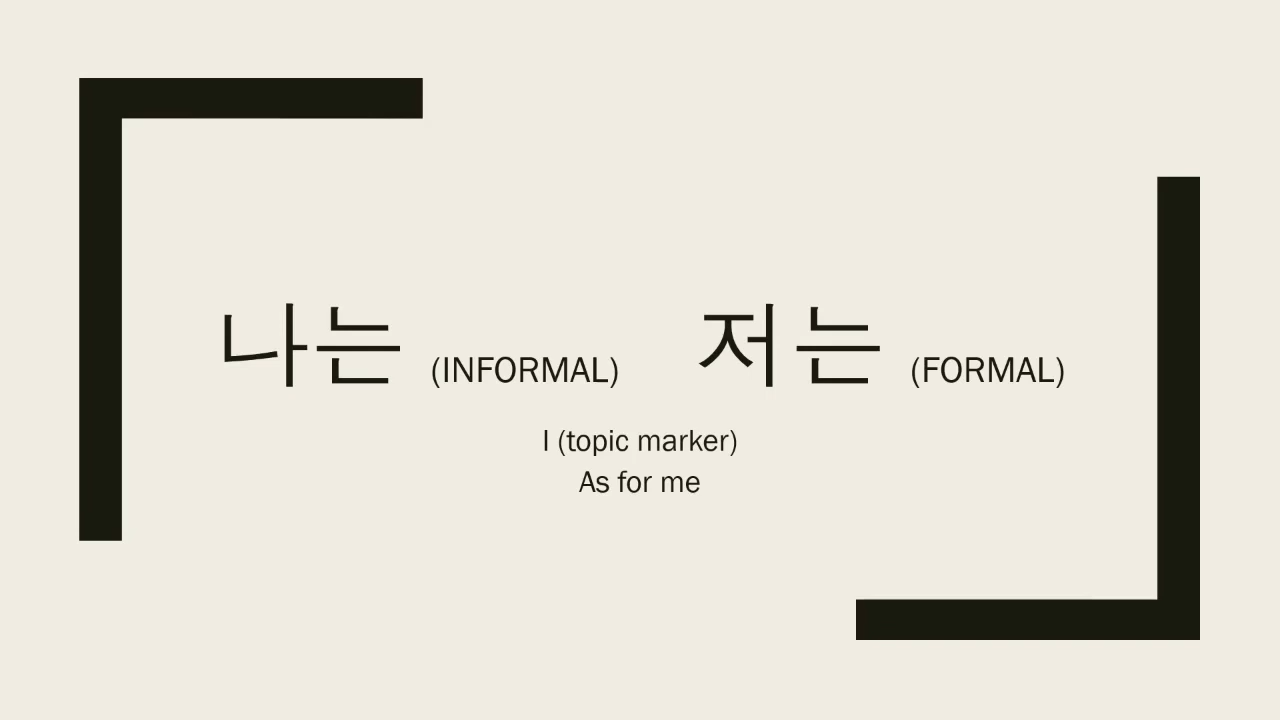 나는 (INFORMAL) 저는 (FORMAL)
I (topic marker)
As for me